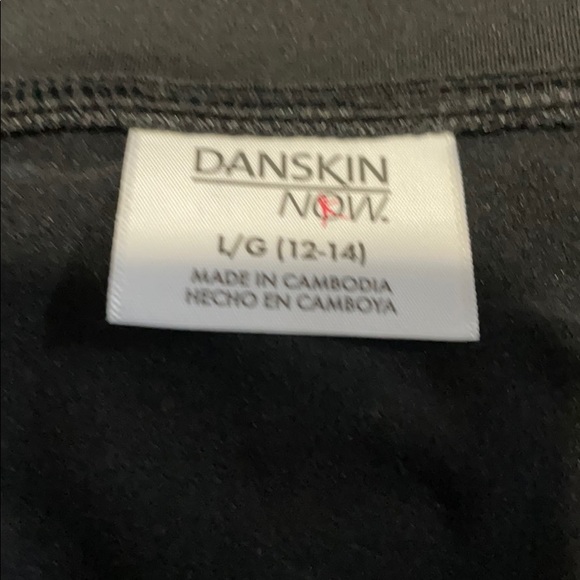 DANSKIN
NOW.
L/G (12-14)
MADE IN CAMBODIA
HECHO EN CAMBOYA